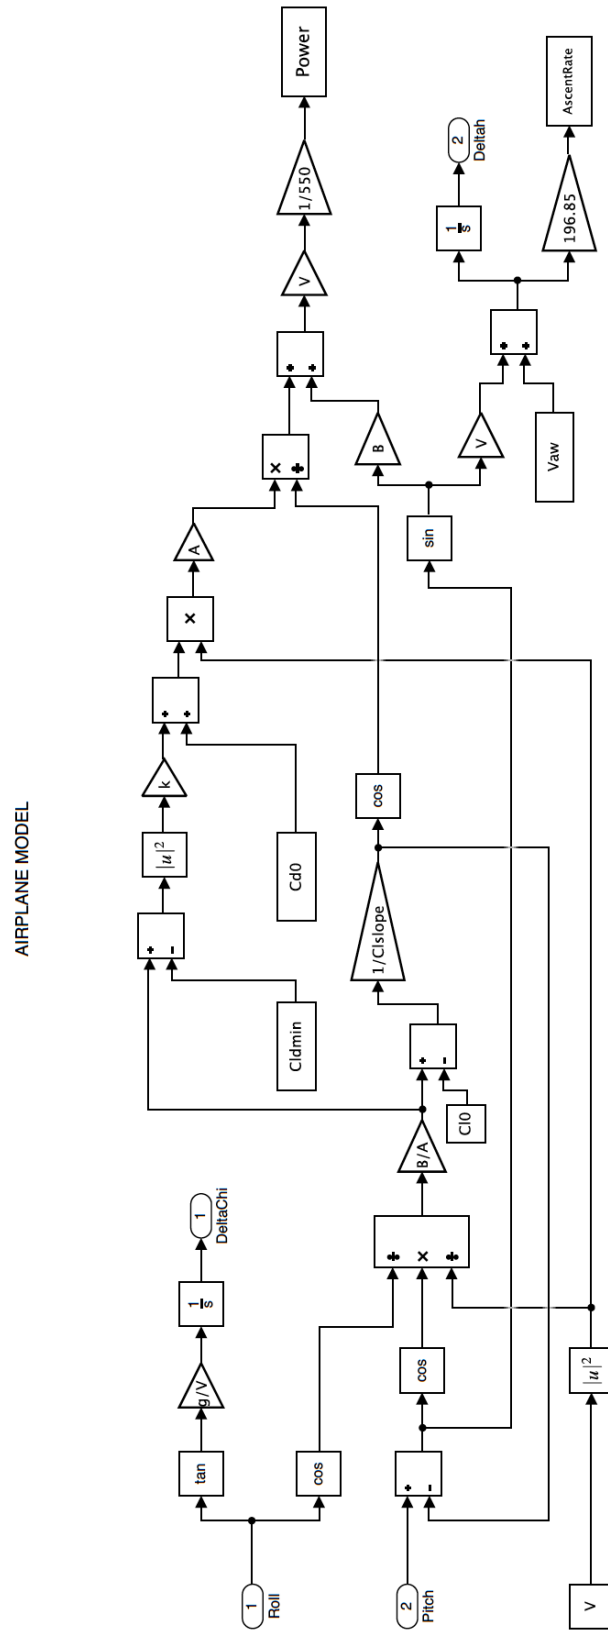 AIRPLANE MODEL
1
Roll
tan
g/V
1/s
1
DeltaChi
cos
2
Pitch
+
-
cos
÷
×
÷
B/A
V
|u|²
Cl0
+
-
1/Clslope
cos
Cldmin
+
-
|u|²
k
Cd0
+
+
×
A
×
÷
sin
B
V
Vaw
+
+
+
+
V
1/550
Power
1/s
2
Deltah
196.85
AscentRate